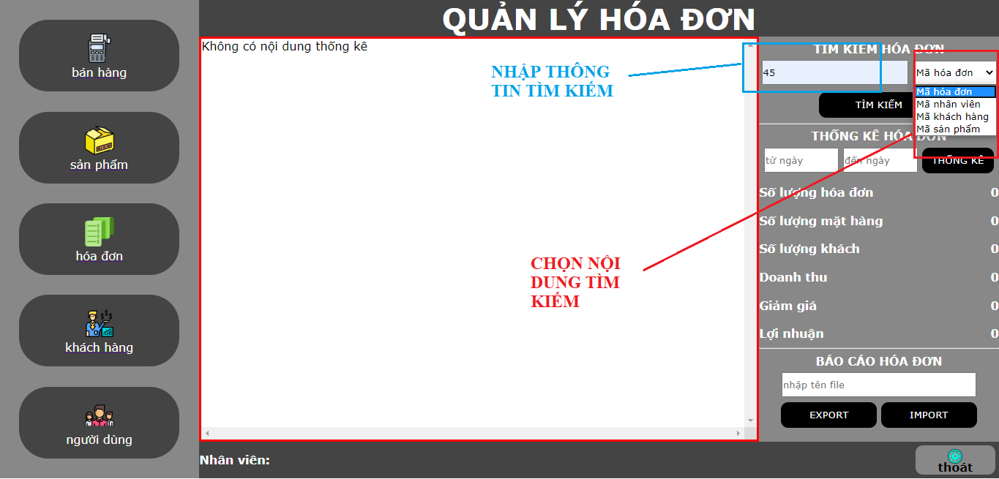 QUẢN LÝ HÓA ĐƠN
bán hàng
sản phẩm
hóa đơn
khách hàng
người dùng
Không có nội dung thống kê
NHẬP THÔNG
TIN TÌM KIẾM
CHỌN NỘI
DUNG TÌM
KIẾM
TÌM KIẾM HÓA ĐƠN
45
Mã hóa đơn
Mã hóa đơn
Mã nhân viên
Mã khách hàng
Mã sản phẩm
TÌM KIẾM
THỐNG KÊ HÓA ĐƠN
từ ngày
đến ngày
THỐNG KÊ
Số lượng hóa đơn 0
Số lượng mặt hàng 0
Số lượng khách 0
Doanh thu 0
Giảm giá 0
Lợi nhuận 0
BÁO CÁO HÓA ĐƠN
nhập tên file
EXPORT
IMPORT
Nhân viên:
thoát